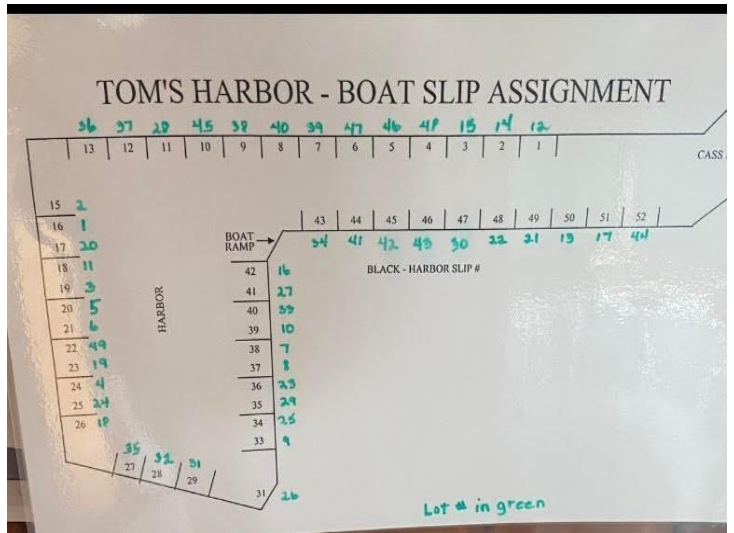 TOM'S HARBOR - BOAT SLIP ASSIGNMENT
36 37 28 45 38 40 39 47 46 48 15 14 12
13 12 11 10 9 8 7 6 5 4 3 2 1
CASS
15 2
16 1
17 20
18 11
19 3
20 5
21 6
22 49
23 19
24 4
25 24
26 18
HARBOR
43 44 45 46 47 48 49 50 51 52
34 41 42 43 30 22 21 13 17 44
BOAT
RAMP
BLACK - HARBOR SLIP #
42 16
41 27
40 33
39 10
38 7
37 8
36 23
35 29
34 25
33 9
35 32 31
27 28 29
31 26
Lot # in green